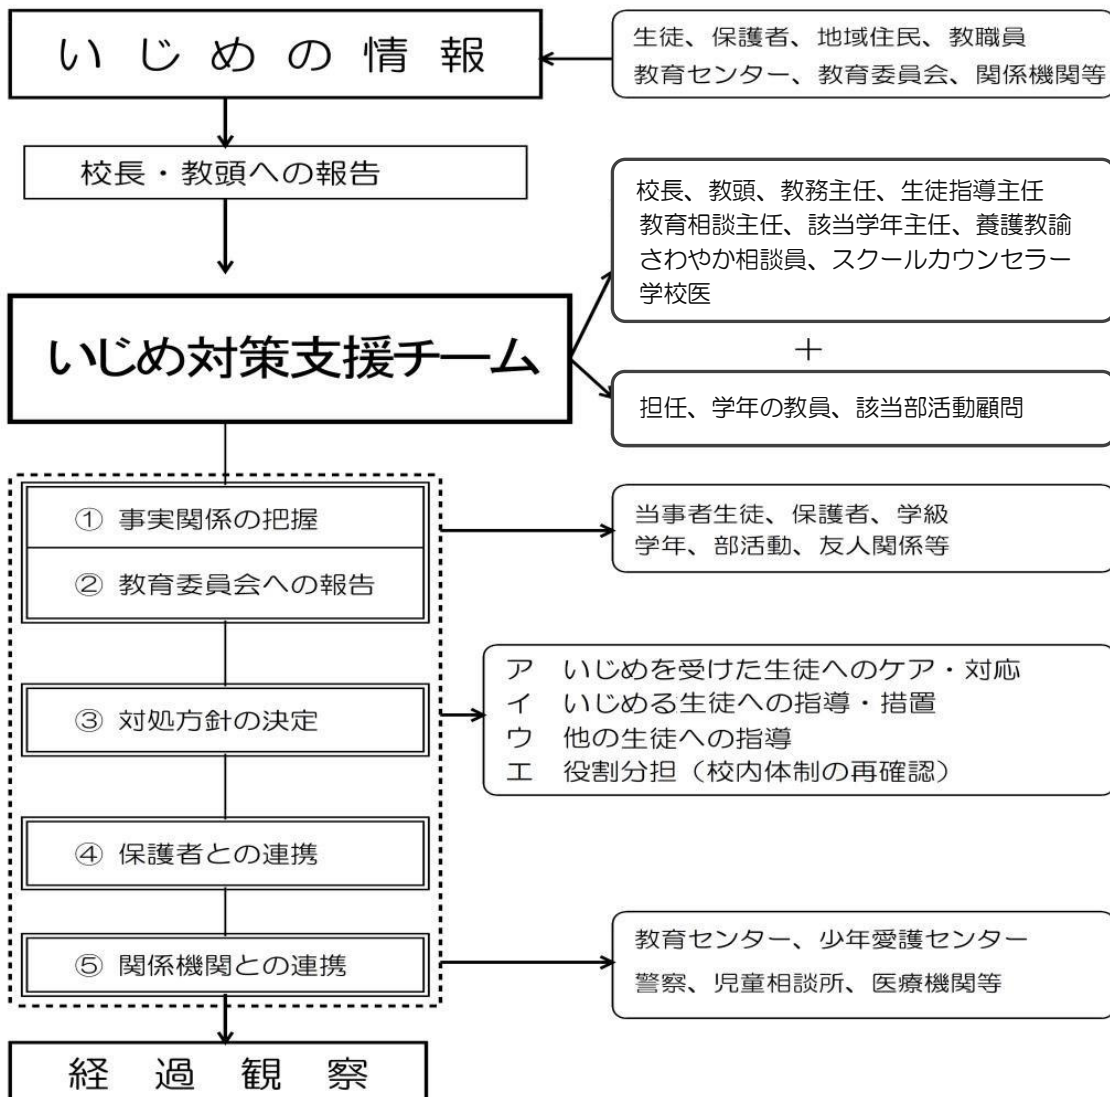 いじめの情報
生徒、保護者、地域住民、教職員
教育センター、教育委員会、関係機関等
校長・教頭への報告
校長、教頭、教務主任、生徒指導主任
教育相談主任、該当学年主任、養護教諭
さわやか相談員、スクールカウンセラー
学校医
いじめ対策支援チーム
＋
担任、学年の教員、該当部活動顧問
① 事実関係の把握
当事者生徒、保護者、学級
学年、部活動、友人関係等
② 教育委員会への報告
③ 対処方針の決定
ア　いじめを受けた生徒へのケア・対応
イ　いじめる生徒への指導・措置
ウ　他の生徒への指導
エ　役割分担（校内体制の再確認）
④ 保護者との連携
⑤ 関係機関との連携
教育センター、少年愛護センター
警察、児童相談所、医療機関等
経過観察